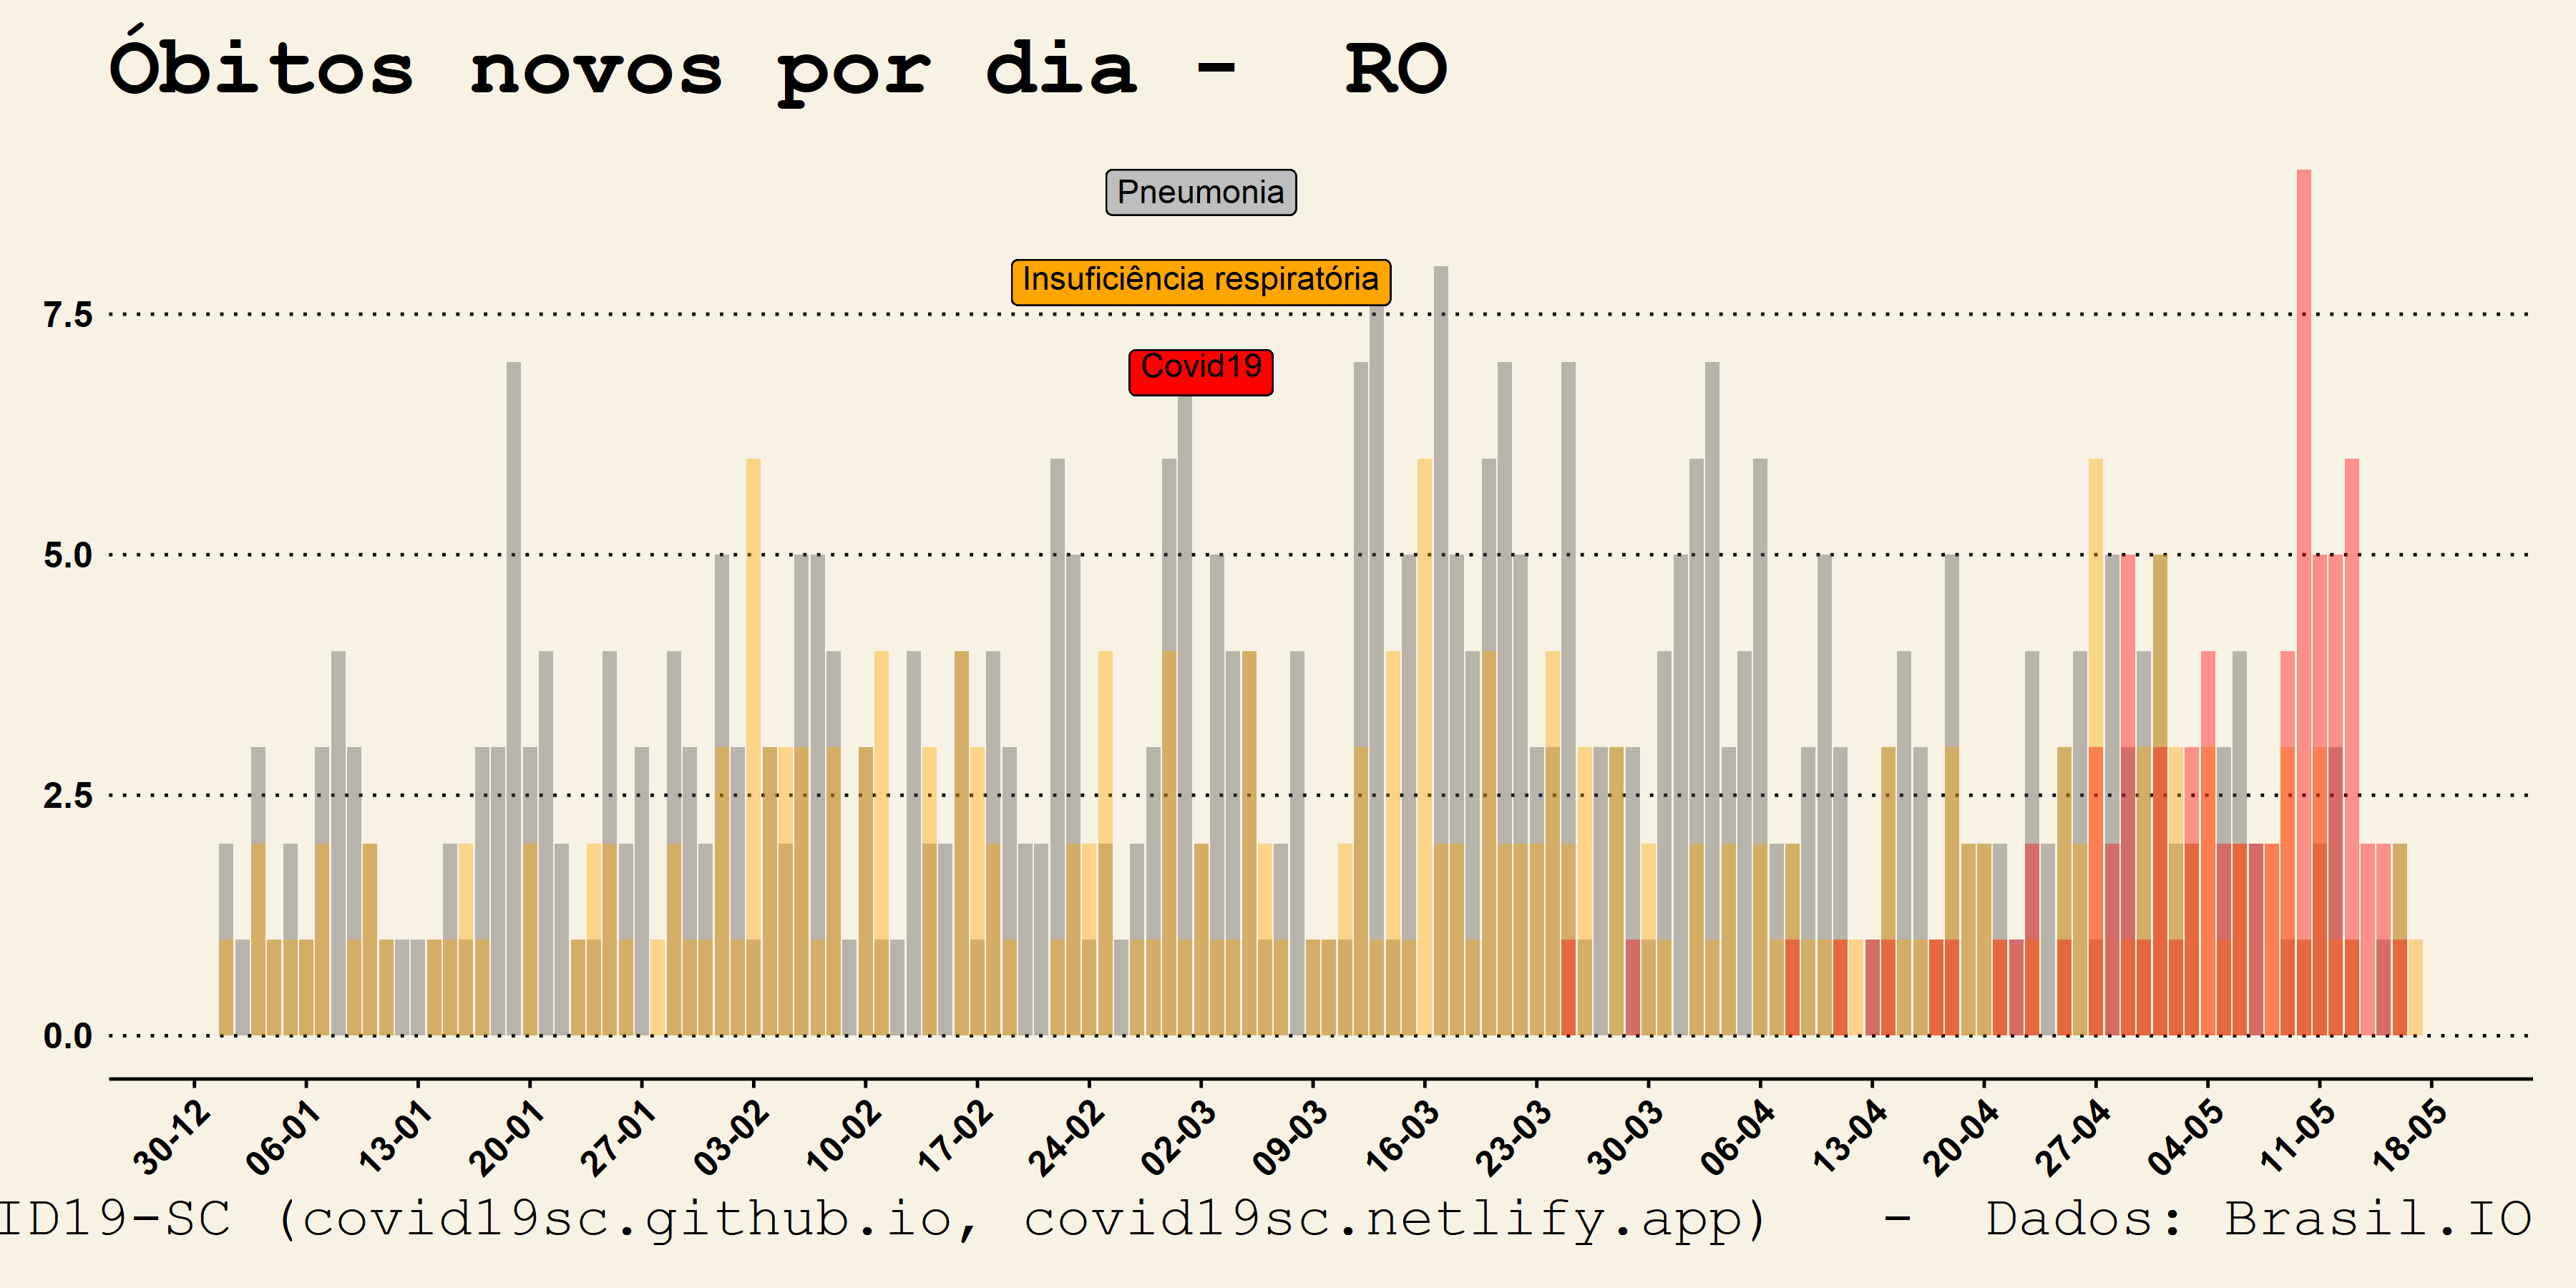 Óbitos novos por dia - RO
Pneumonia
Insuficiência respiratória
Covid19
7.5
5.0
2.5
0.0
30-12 06-01 13-01 20-01 27-01 03-02 10-02 17-02 24-02 02-03 09-03 16-03 23-03 30-03 06-04 13-04 20-04 27-04 04-05 11-05 18-05
ID19-SC (covid19sc.github.io, covid19sc.netlify.app) - Dados: Brasil.IO